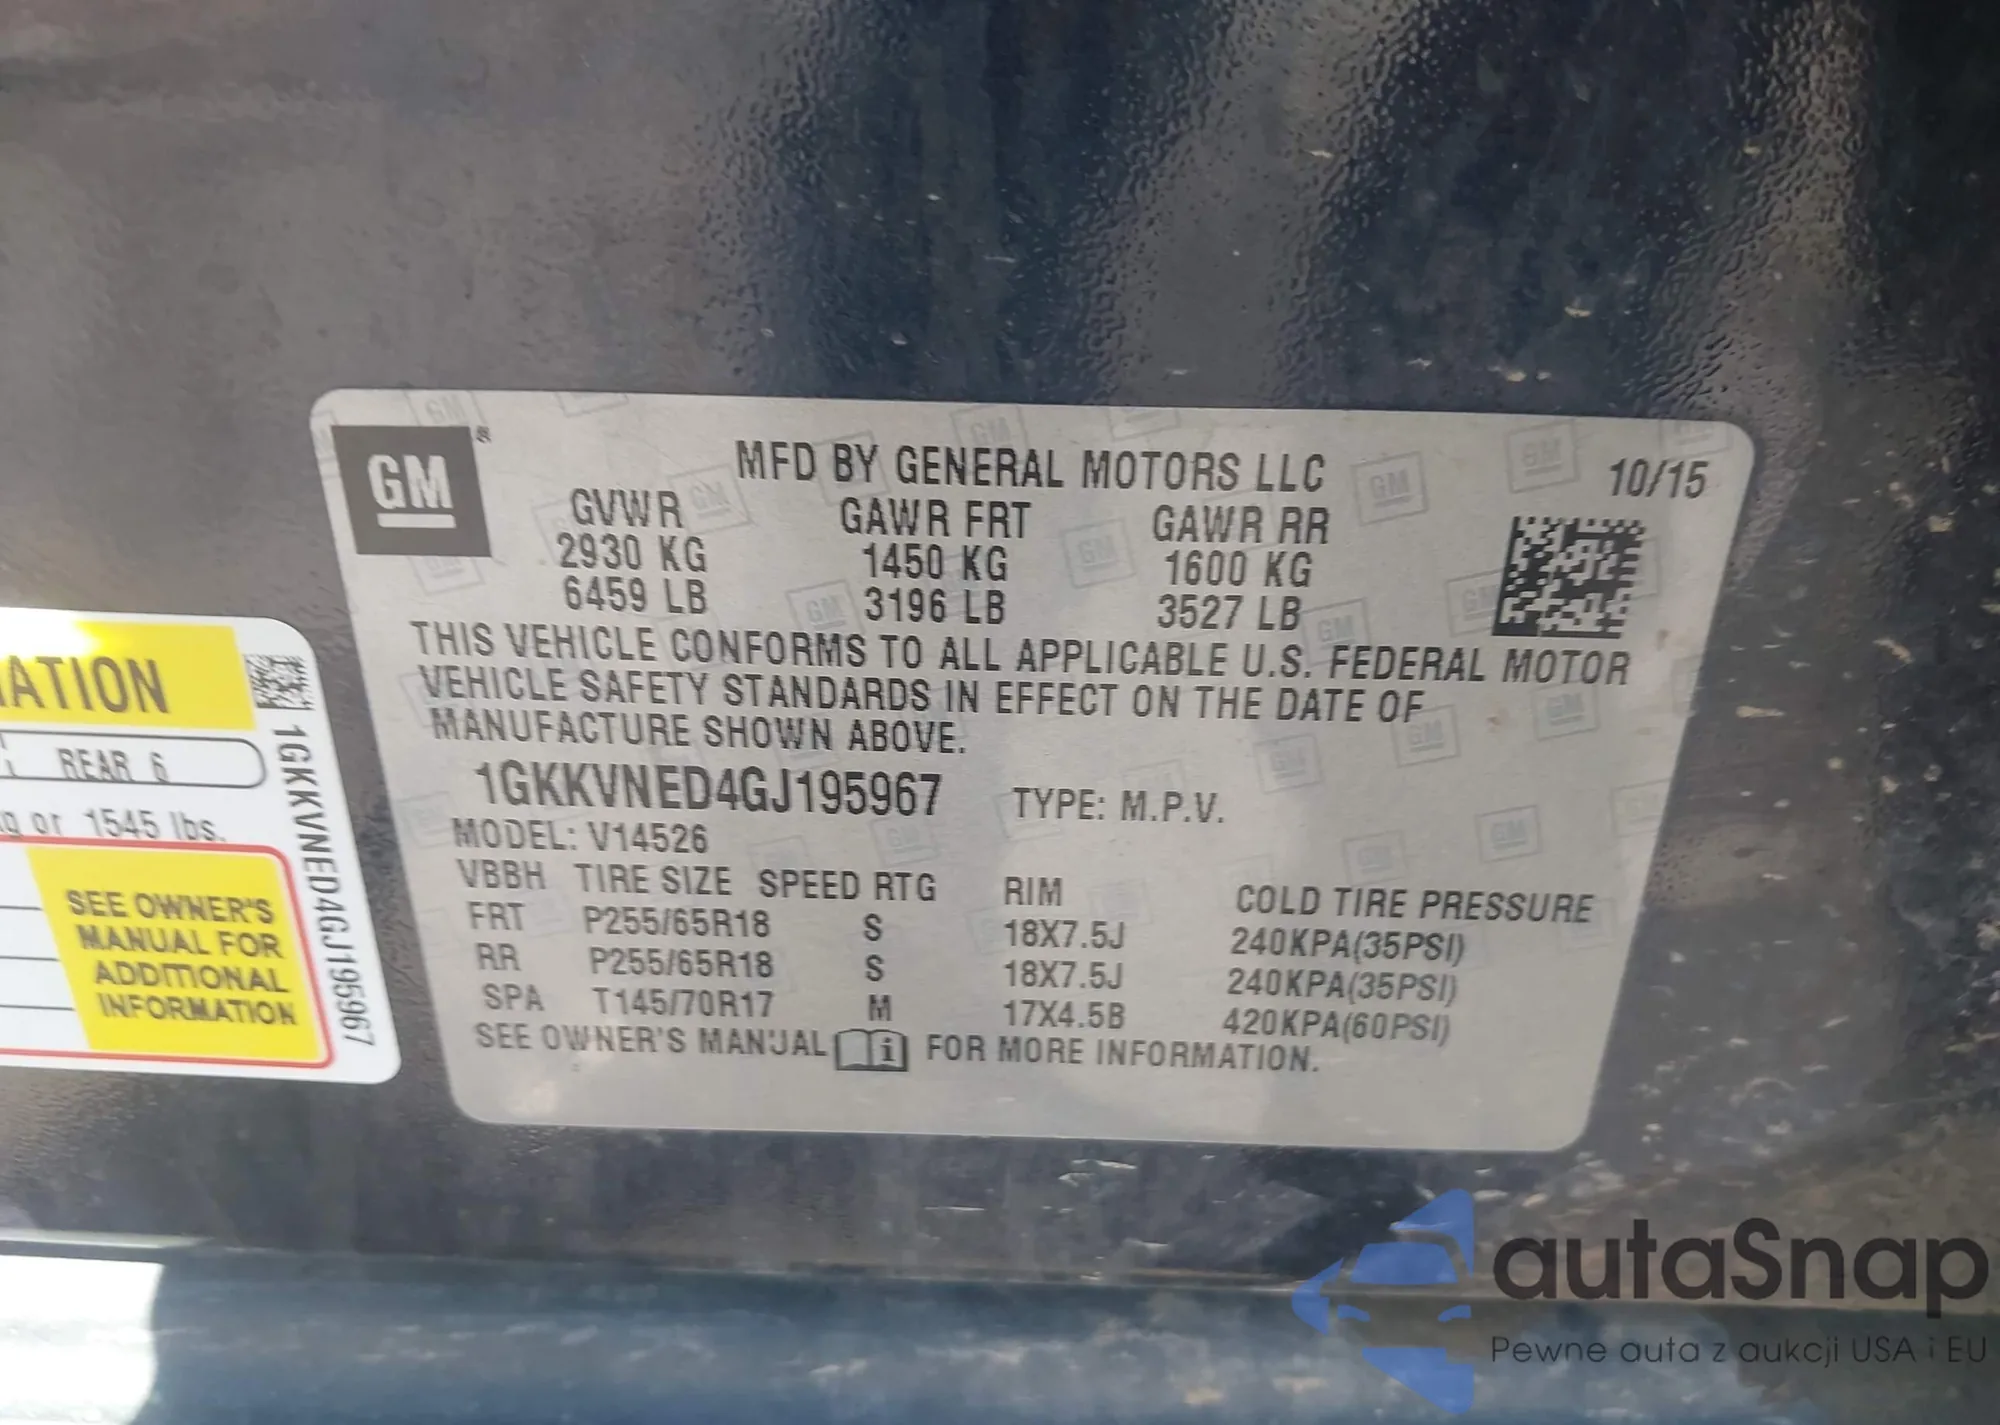 GM
®
MFD BY GENERAL MOTORS LLC
10/15
GVWR GAWR FRT GAWR RR
2930 KG 1450 KG 1600 KG
6459 LB 3196 LB 3527 LB
THIS VEHICLE CONFORMS TO ALL APPLICABLE U.S. FEDERAL MOTOR
VEHICLE SAFETY STANDARDS IN EFFECT ON THE DATE OF
MANUFACTURE SHOWN ABOVE.
1GKKVNED4GJ195967 TYPE: M.P.V.
MODEL: V14526
VBBH TIRE SIZE SPEED RTG RIM COLD TIRE PRESSURE
FRT P255/65R18 S 18X7.5J 240KPA(35PSI)
RR P255/65R18 S 18X7.5J 240KPA(35PSI)
SPA T145/70R17 M 17X4.5B 420KPA(60PSI)
SEE OWNER'S MANUAL i FOR MORE INFORMATION.
ATION
REAR 6
or 1545 lbs.
SEE OWNER'S
MANUAL FOR
ADDITIONAL
INFORMATION
1GKKVNED4GJ195967
autaSnap
Pewne auta z aukcji USA i EU